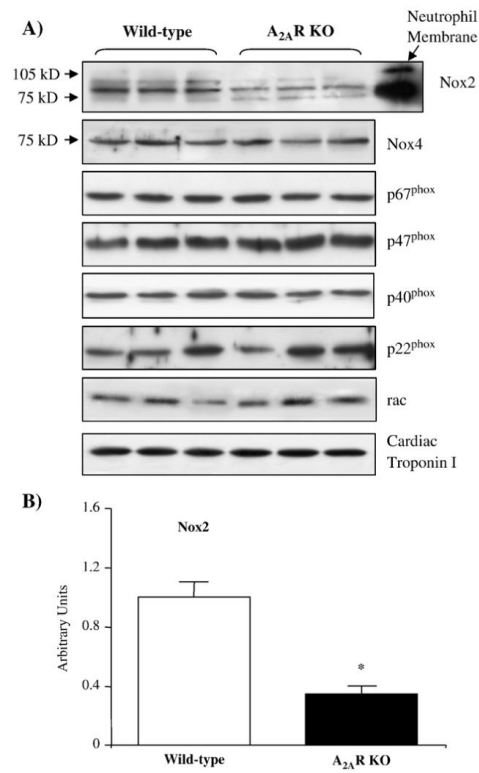 A)
Wild-type
A2AR KO
Neutrophil
Membrane
105 kD
75 kD
Nox2
75 kD
Nox4
p67phox
p47phox
p40phox
p22phox
rac
Cardiac
Troponin I
B)
1.6
Nox2
1.2
Arbitrary Units
0.8
*
0.4
0
Wild-type
A2AR KO